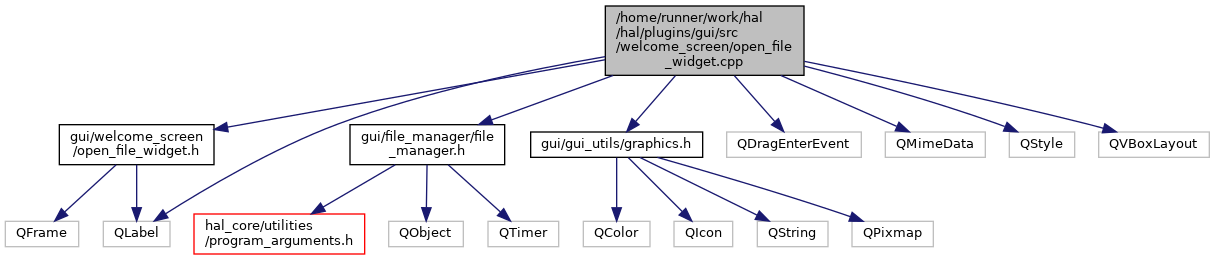 /home/runner/work/hal
/hal/plugins/gui/src
/welcome_screen/open_file
_widget.cpp
gui/welcome_screen
/open_file_widget.h
gui/file_manager/file
_manager.h
gui/gui_utils/graphics.h
QDragEnterEvent
QMimeData
QStyle
QVBoxLayout
QFrame
QLabel
hal_core/utilities
/program_arguments.h
QObject
QTimer
QColor
QIcon
QString
QPixmap